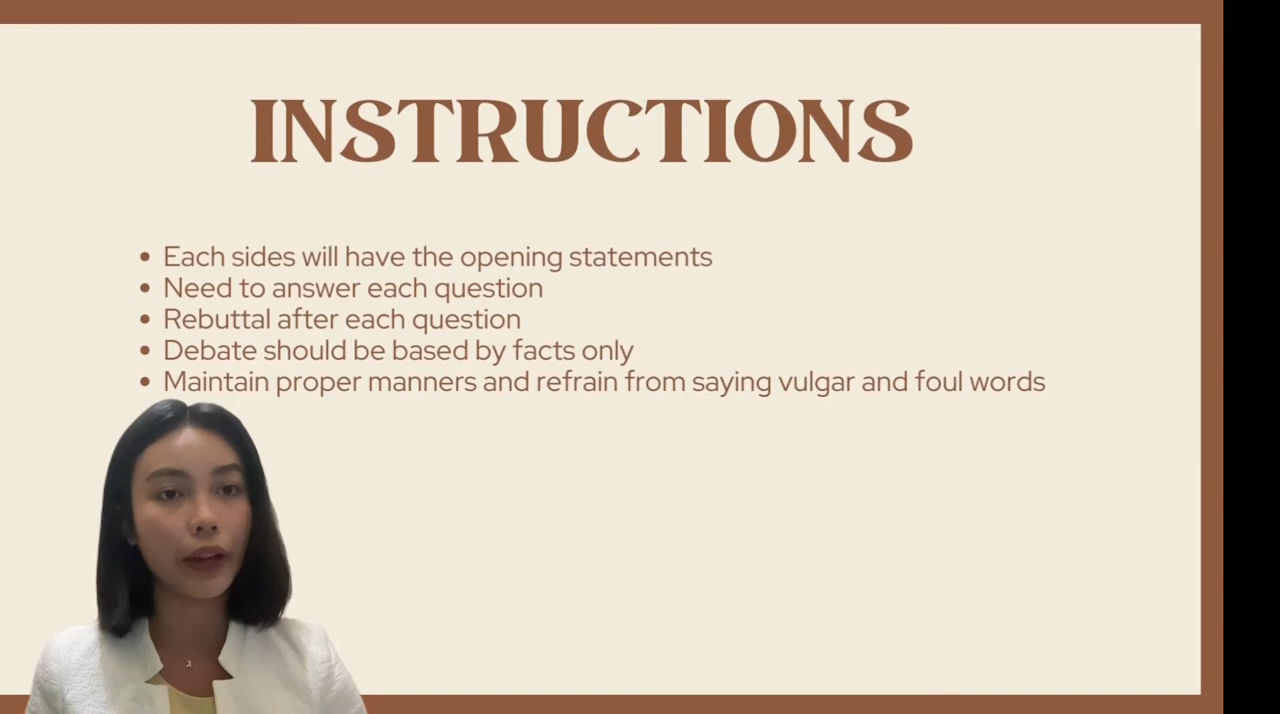 INSTRUCTIONS
• Each sides will have the opening statements
• Need to answer each question
• Rebuttal after each question
• Debate should be based by facts only
• Maintain proper manners and refrain from saying vulgar and foul words